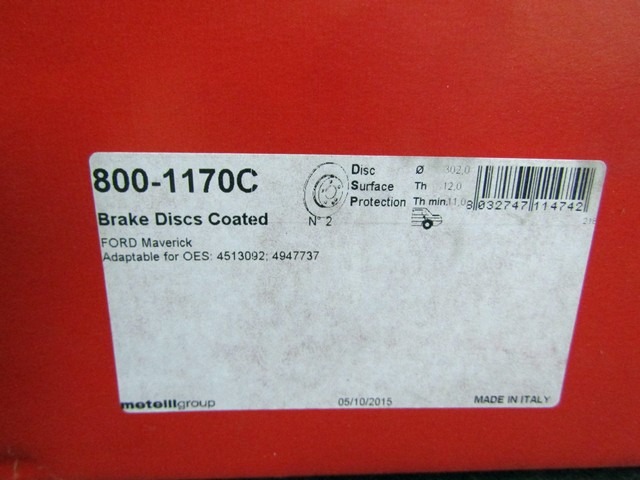 800-1170C
Disc Ø 302,0
Surface Th 12,0
Protection Th min. 11,0
N° 2
8 032747 114742
Brake Discs Coated
FORD Maverick
Adaptable for OES: 4513092; 4947737
metelligroup
05/10/2015
MADE IN ITALY